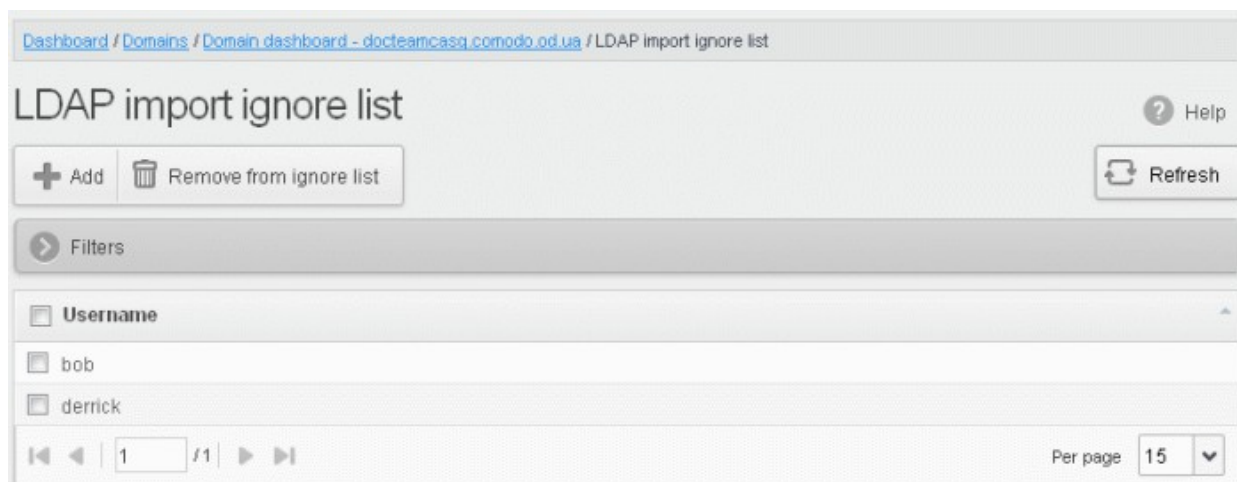 Dashboard / Domains / Domain dashboard - docteamcasg.comodo.od.ua / LDAP import ignore list
LDAP import ignore list
Help
Add
Remove from ignore list
Refresh
Filters
Username
bob
derrick
1 / 1
Per page 15